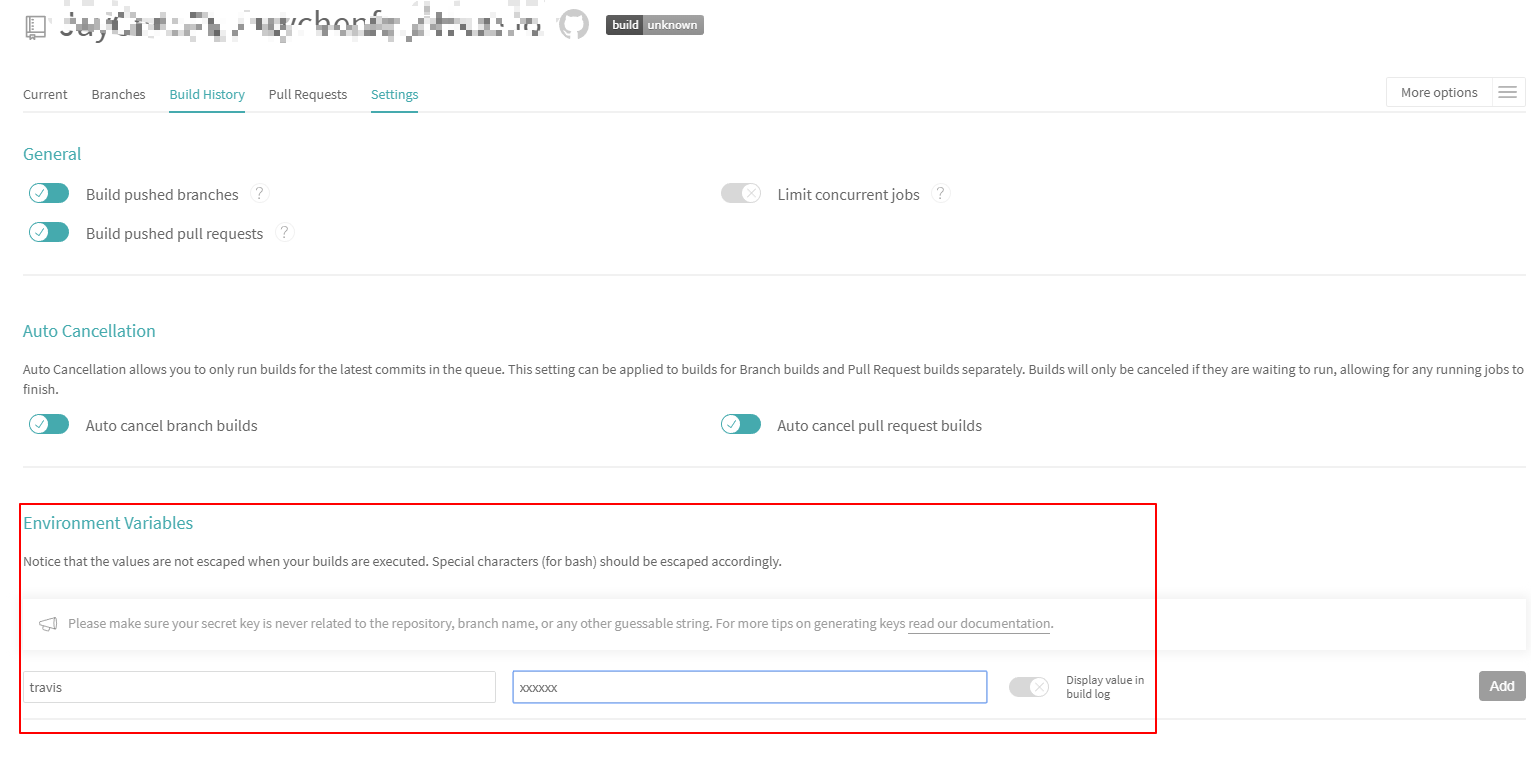 build unknown
Current Branches Build History Pull Requests Settings More options
General
Build pushed branches ? Limit concurrent jobs ?
Build pushed pull requests ?
Auto Cancellation
Auto Cancellation allows you to only run builds for the latest commits in the queue. This setting can be applied to builds for Branch builds and Pull Request builds separately. Builds will only be canceled if they are waiting to run, allowing for any running jobs to
finish.
Auto cancel branch builds Auto cancel pull request builds
Environment Variables
Notice that the values are not escaped when your builds are executed. Special characters (for bash) should be escaped accordingly.
Please make sure your secret key is never related to the repository, branch name, or any other guessable string. For more tips on generating keys read our documentation.
travis xxxxxx Display value in
build log Add